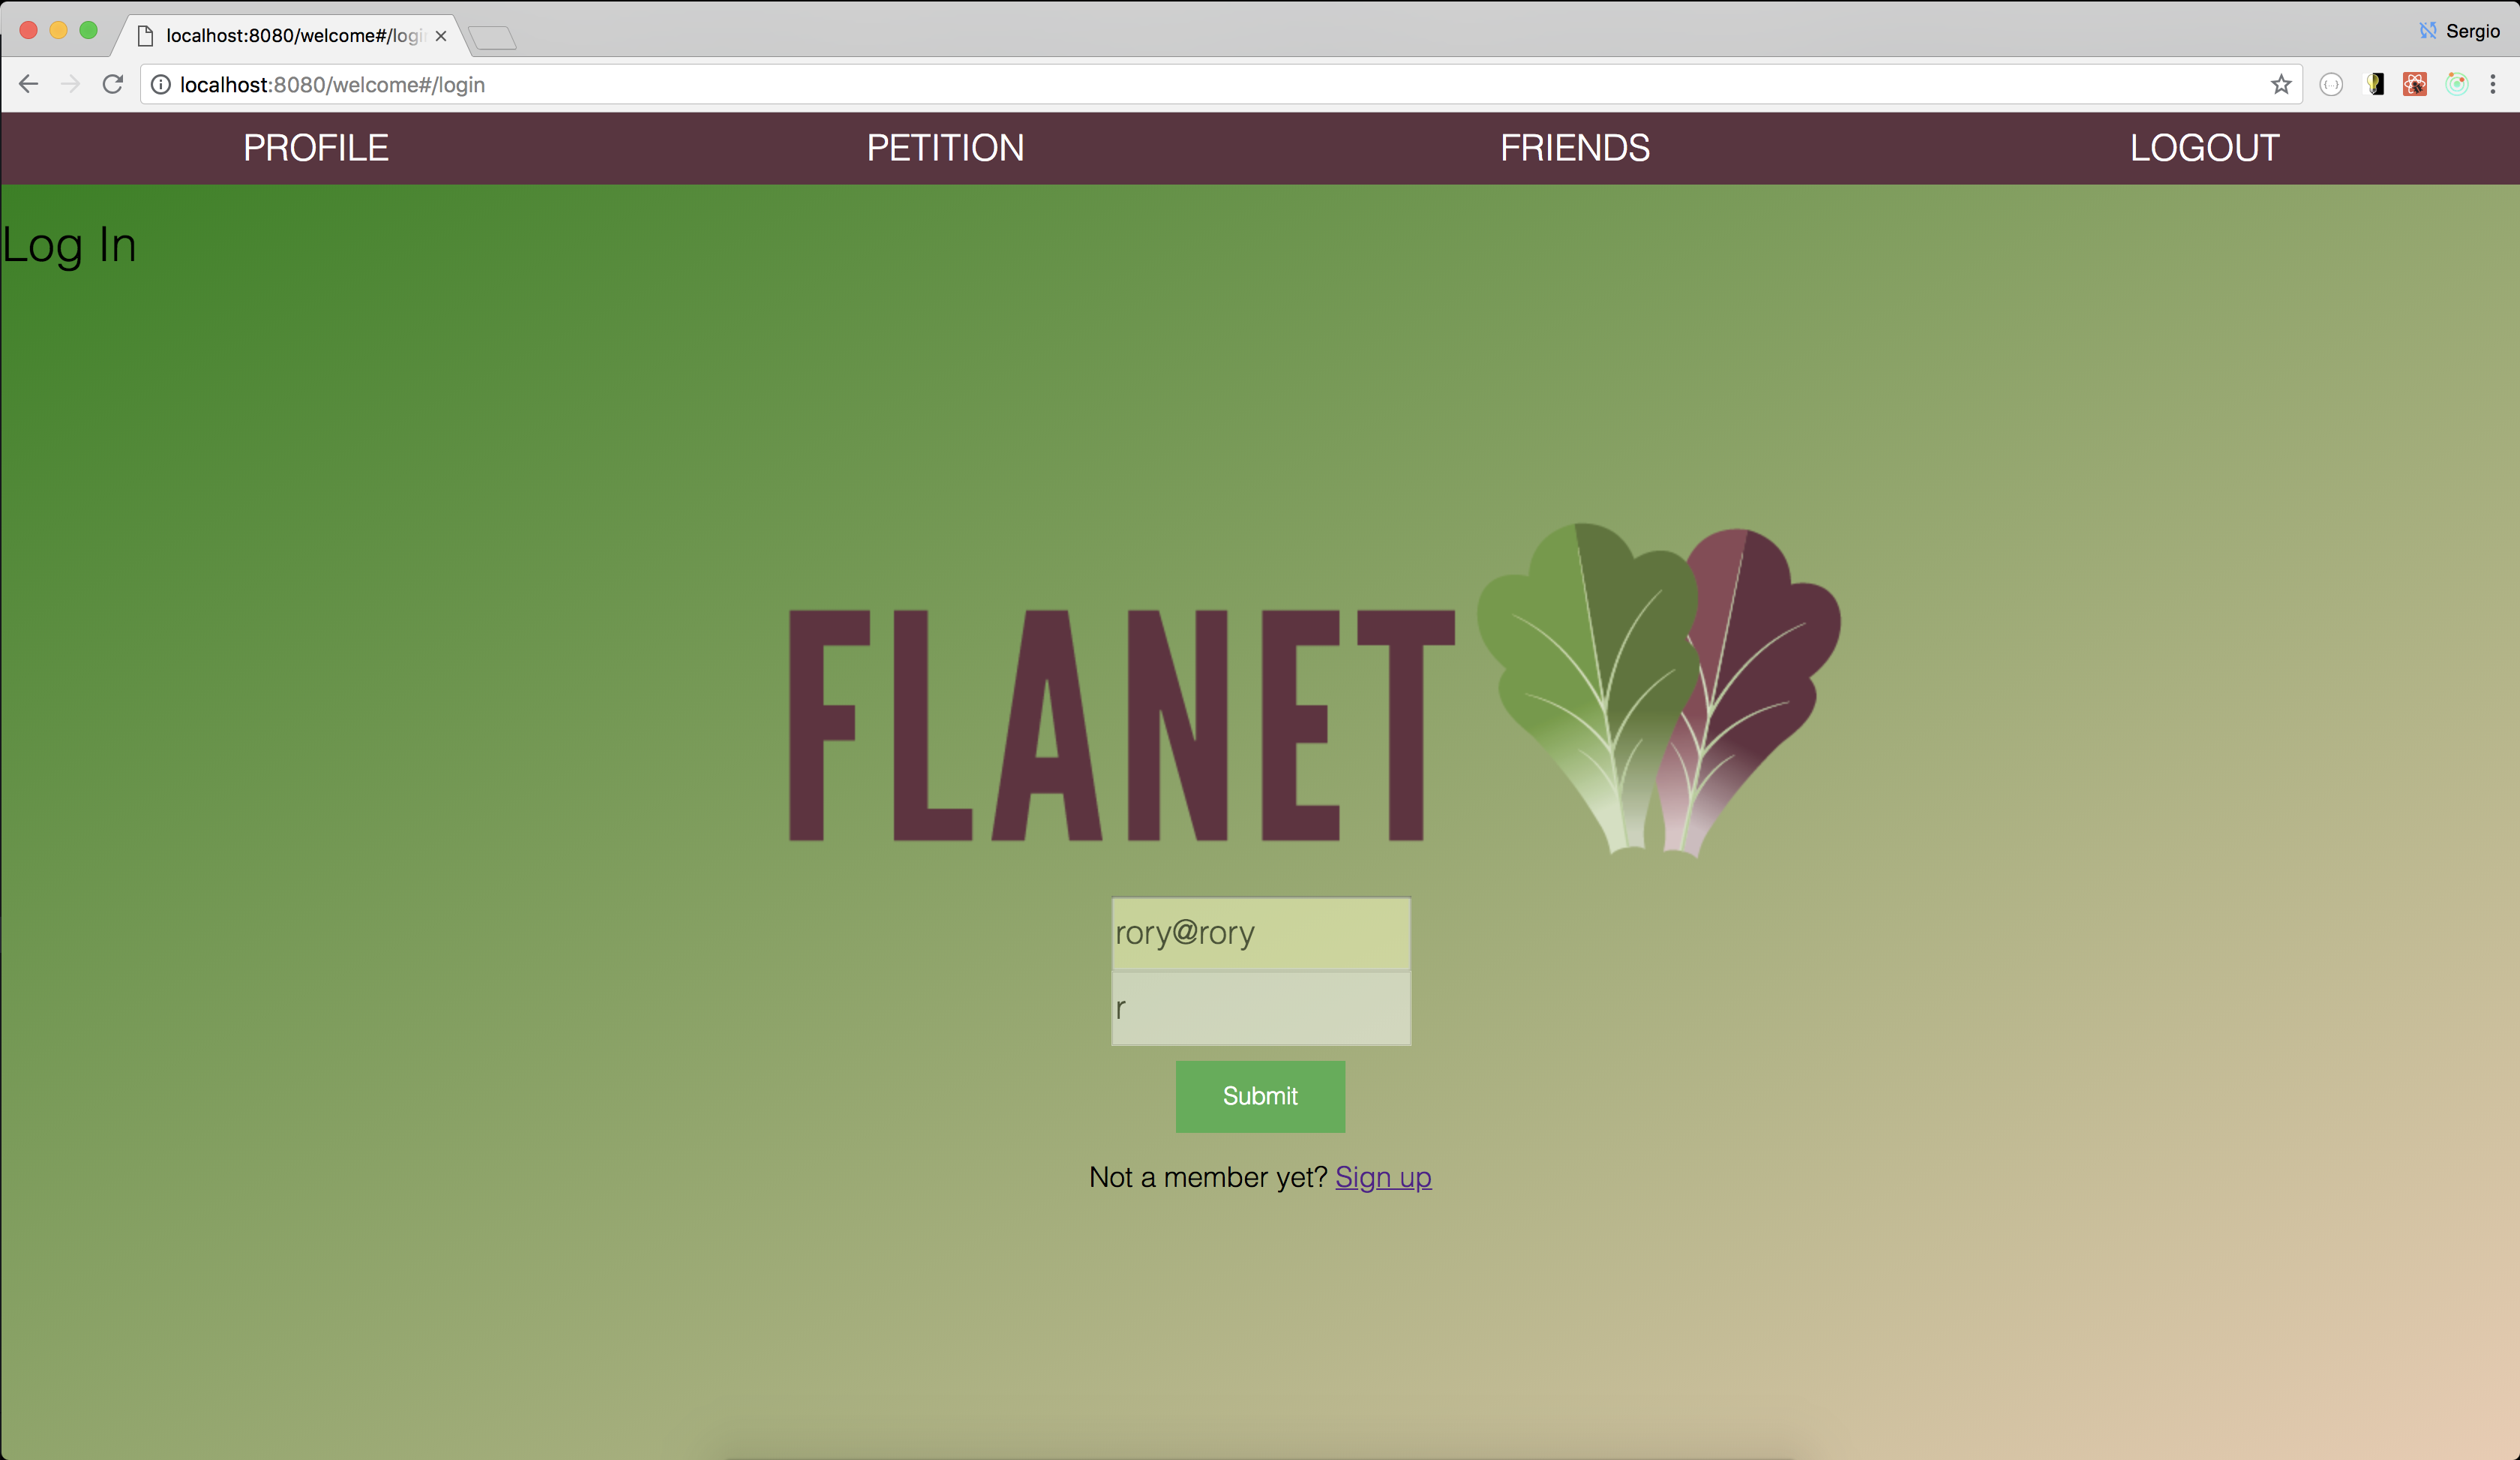 localhost:8080/welcome#/logi
Sergio
localhost:8080/welcome#/login
PROFILE PETITION FRIENDS LOGOUT
Log In
FLANET
rory@rory
r
Submit
Not a member yet? Sign up